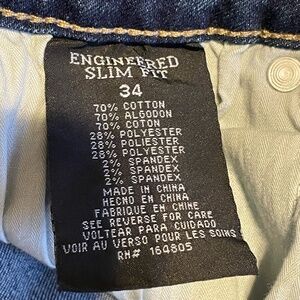 ENGINEERED
SLIM FIT
34
70% COTTON
70% ALGODON
70% COTON
28% POLYESTER
28% POLIESTER
28% POLYESTER
2% SPANDEX
2% SPANDEX
2% SPANDEX
MADE IN CHINA
HECHO EN CHINA
FABRIQUE EN CHINE
SEE REVERSE FOR CARE
VOLTEAR PARA CUIDADO
VOIR AU VERSO POUR LES SOINS
RN# 164805